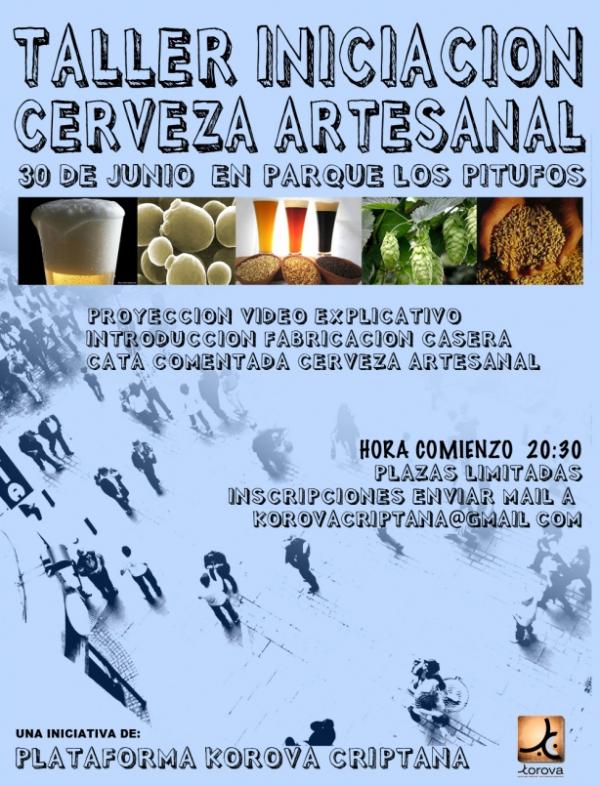 TALLER INICIACION
CERVEZA ARTESANAL
30 DE JUNIO EN PARQUE LOS PITUFOS
PROYECCION VIDEO EXPLICATIVO
INTRODUCCION FABRICACION CASERA
CATA COMENTADA CERVEZA ARTESANAL
HORA COMIENZO 20:30
PLAZAS LIMITADAS
INSCRIPCIONES ENVIAR MAIL A
KOROVACRIPTANA@GMAIL COM
UNA INICIATIVA DE:
PLATAFORMA KOROVA CRIPTANA
korova